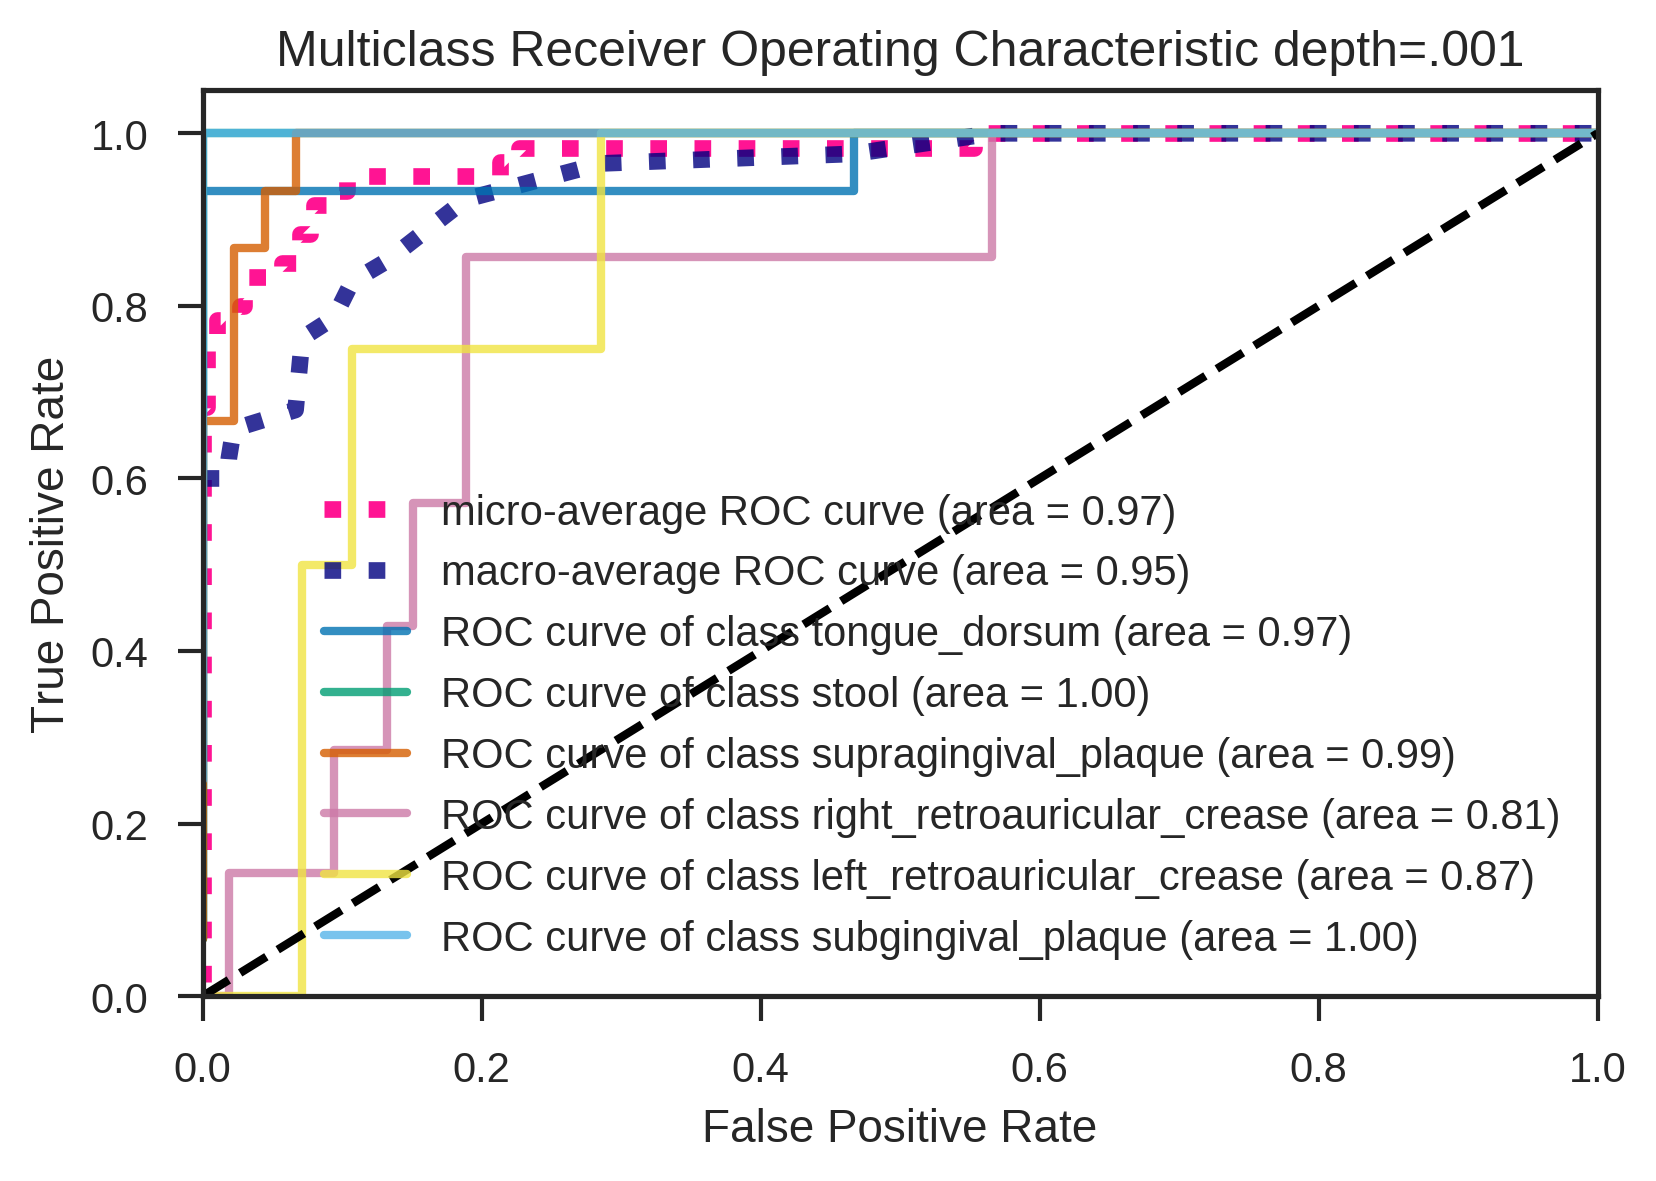 Multiclass Receiver Operating Characteristic depth=.001
1.0
0.8
0.6
0.4
0.2
0.0
True Positive Rate
micro-average ROC curve (area = 0.97)
macro-average ROC curve (area = 0.95)
ROC curve of class tongue_dorsum (area = 0.97)
ROC curve of class stool (area = 1.00)
ROC curve of class supragingival_plaque (area = 0.99)
ROC curve of class right_retroauricular_crease (area = 0.81)
ROC curve of class left_retroauricular_crease (area = 0.87)
ROC curve of class subgingival_plaque (area = 1.00)
0.0 0.2 0.4 0.6 0.8 1.0
False Positive Rate